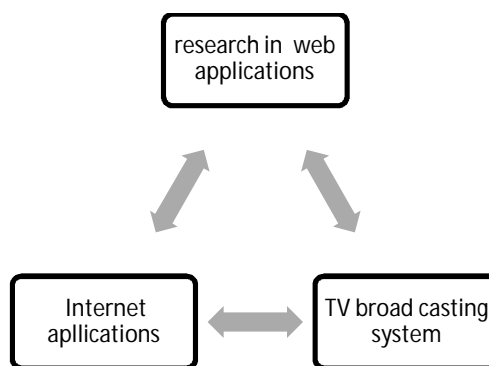 research in web
applications
Internet
apllications
TV broad casting
system